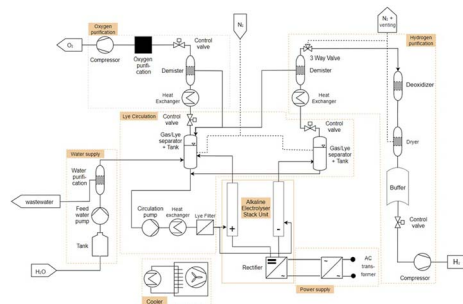 Oxygen
purification
O₂
Compressor
Oxygen
purifi-
cation
Control
valve
Demister
Heat
Exchanger
Control
valve
N₂
N₂ +
venting
Hydrogen
purification
3 Way Valve
Demister
Heat
Exchanger
Control
valve
Deoxidizer
Dryer
Buffer
Control
valve
Compressor
H₂
Lye Circulation
Gas/Lye
separator
+ Tank
Gas/Lye
separator
+ Tank
Water supply
Water
purifi-
cation
wastewater
Feed
water
pump
Tank
H₂O
Circulation
pump
Heat
exchanger
Lye Filter
Alkaline
Electrolyser
Stack Unit
+
-
Rectifier
AC
trans-
former
Power supply
Cooler